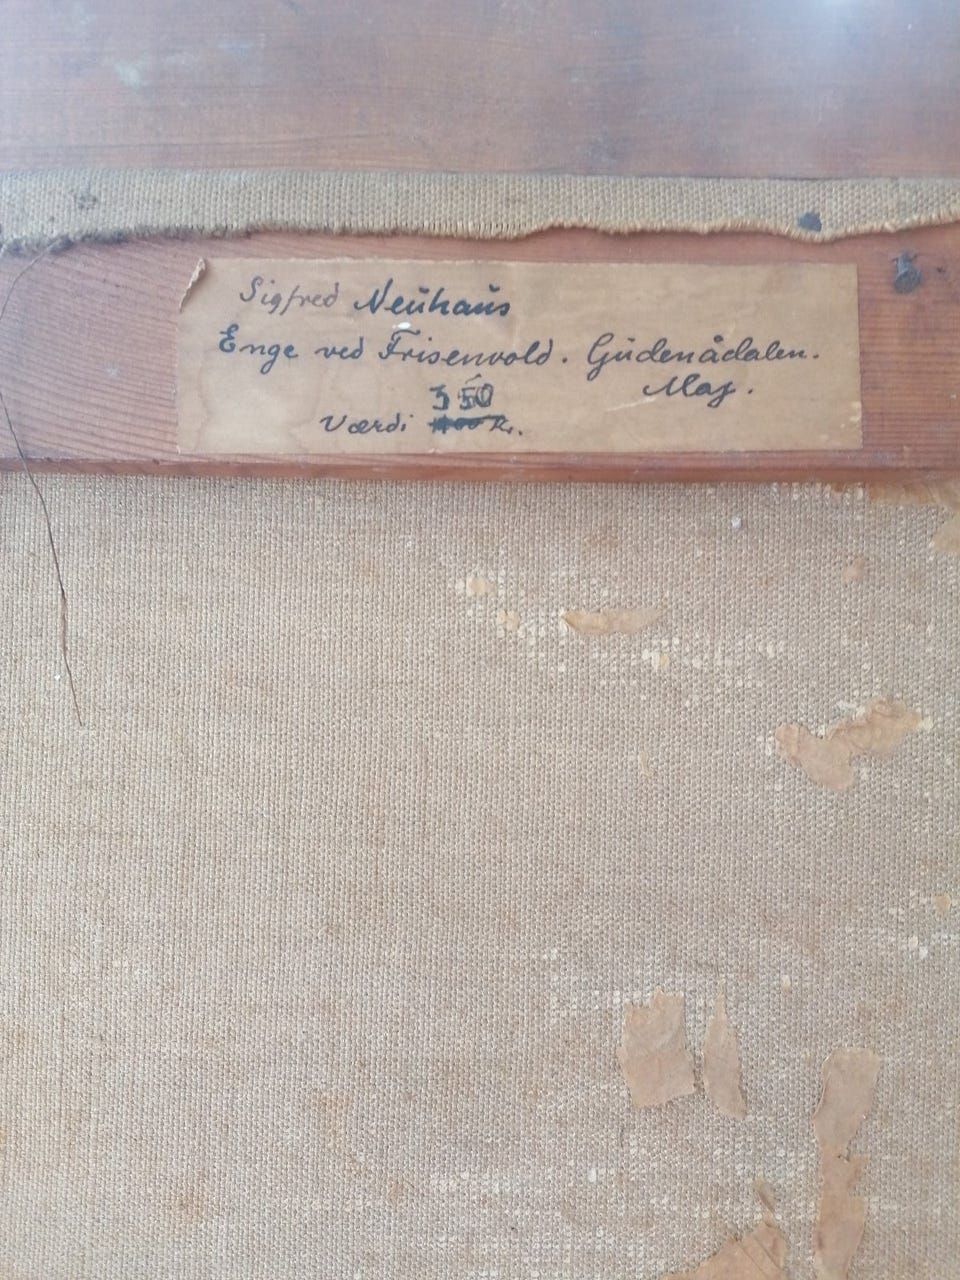 Sigfred Neuhaus
Enge ved Frisenvold. Gudenådalen.
Maj.
350
Værdi 400 Kr.